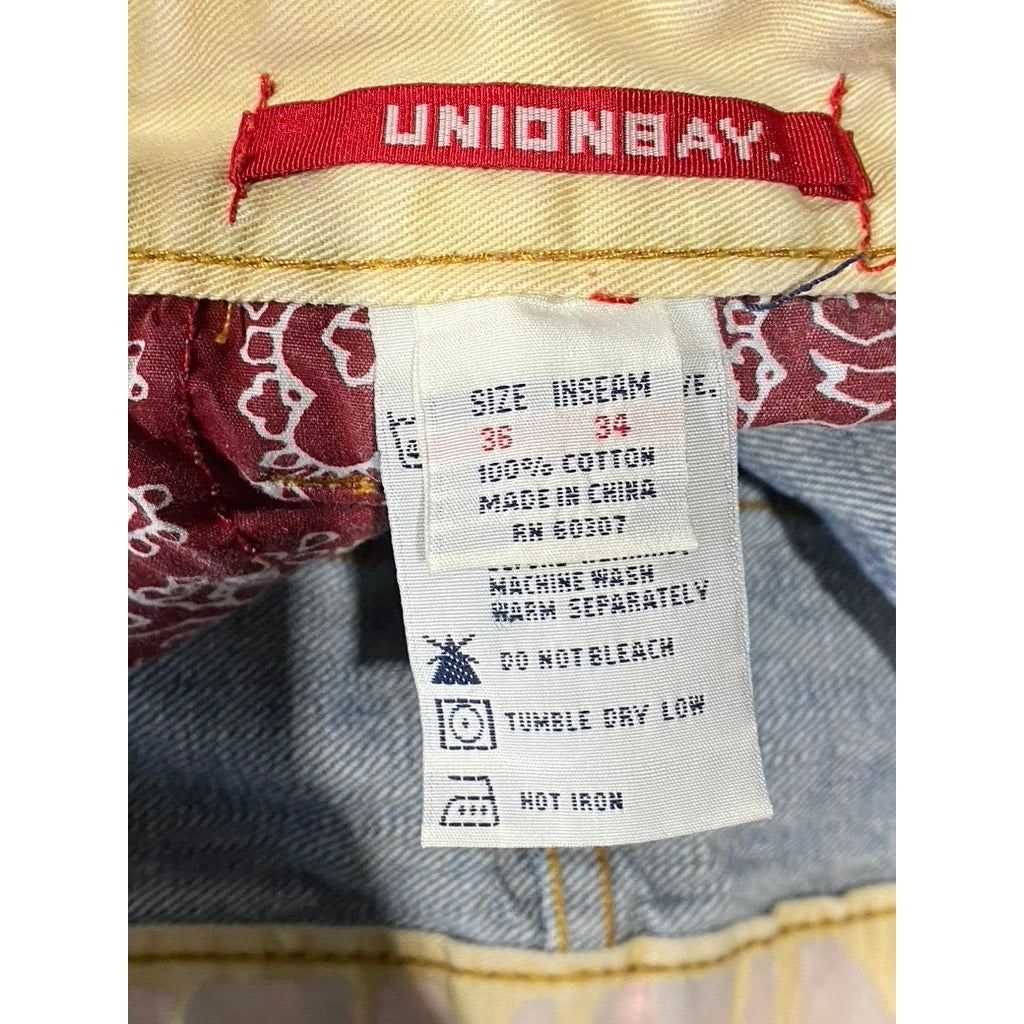 UNIONBAY.
SIZE INSEAM
36 34
100% COTTON
MADE IN CHINA
RN 60307
MACHINE WASH
WARM SEPARATELY
DO NOT BLEACH
TUMBLE DRY LOW
HOT IRON